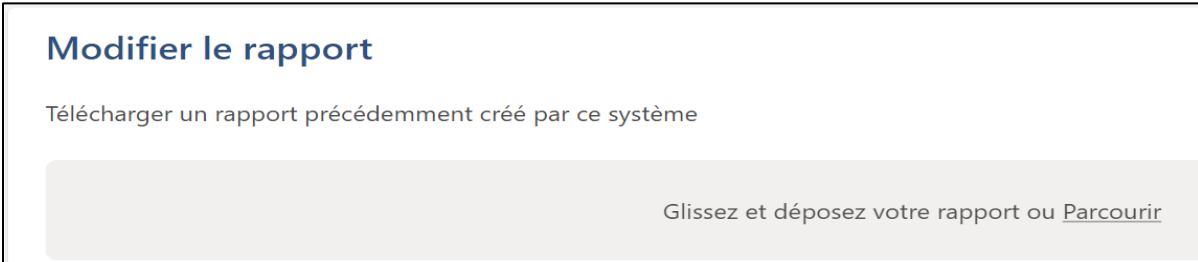 Modifier le rapport
Télécharger un rapport précédemment créé par ce système
Glissez et déposez votre rapport ou Parcourir